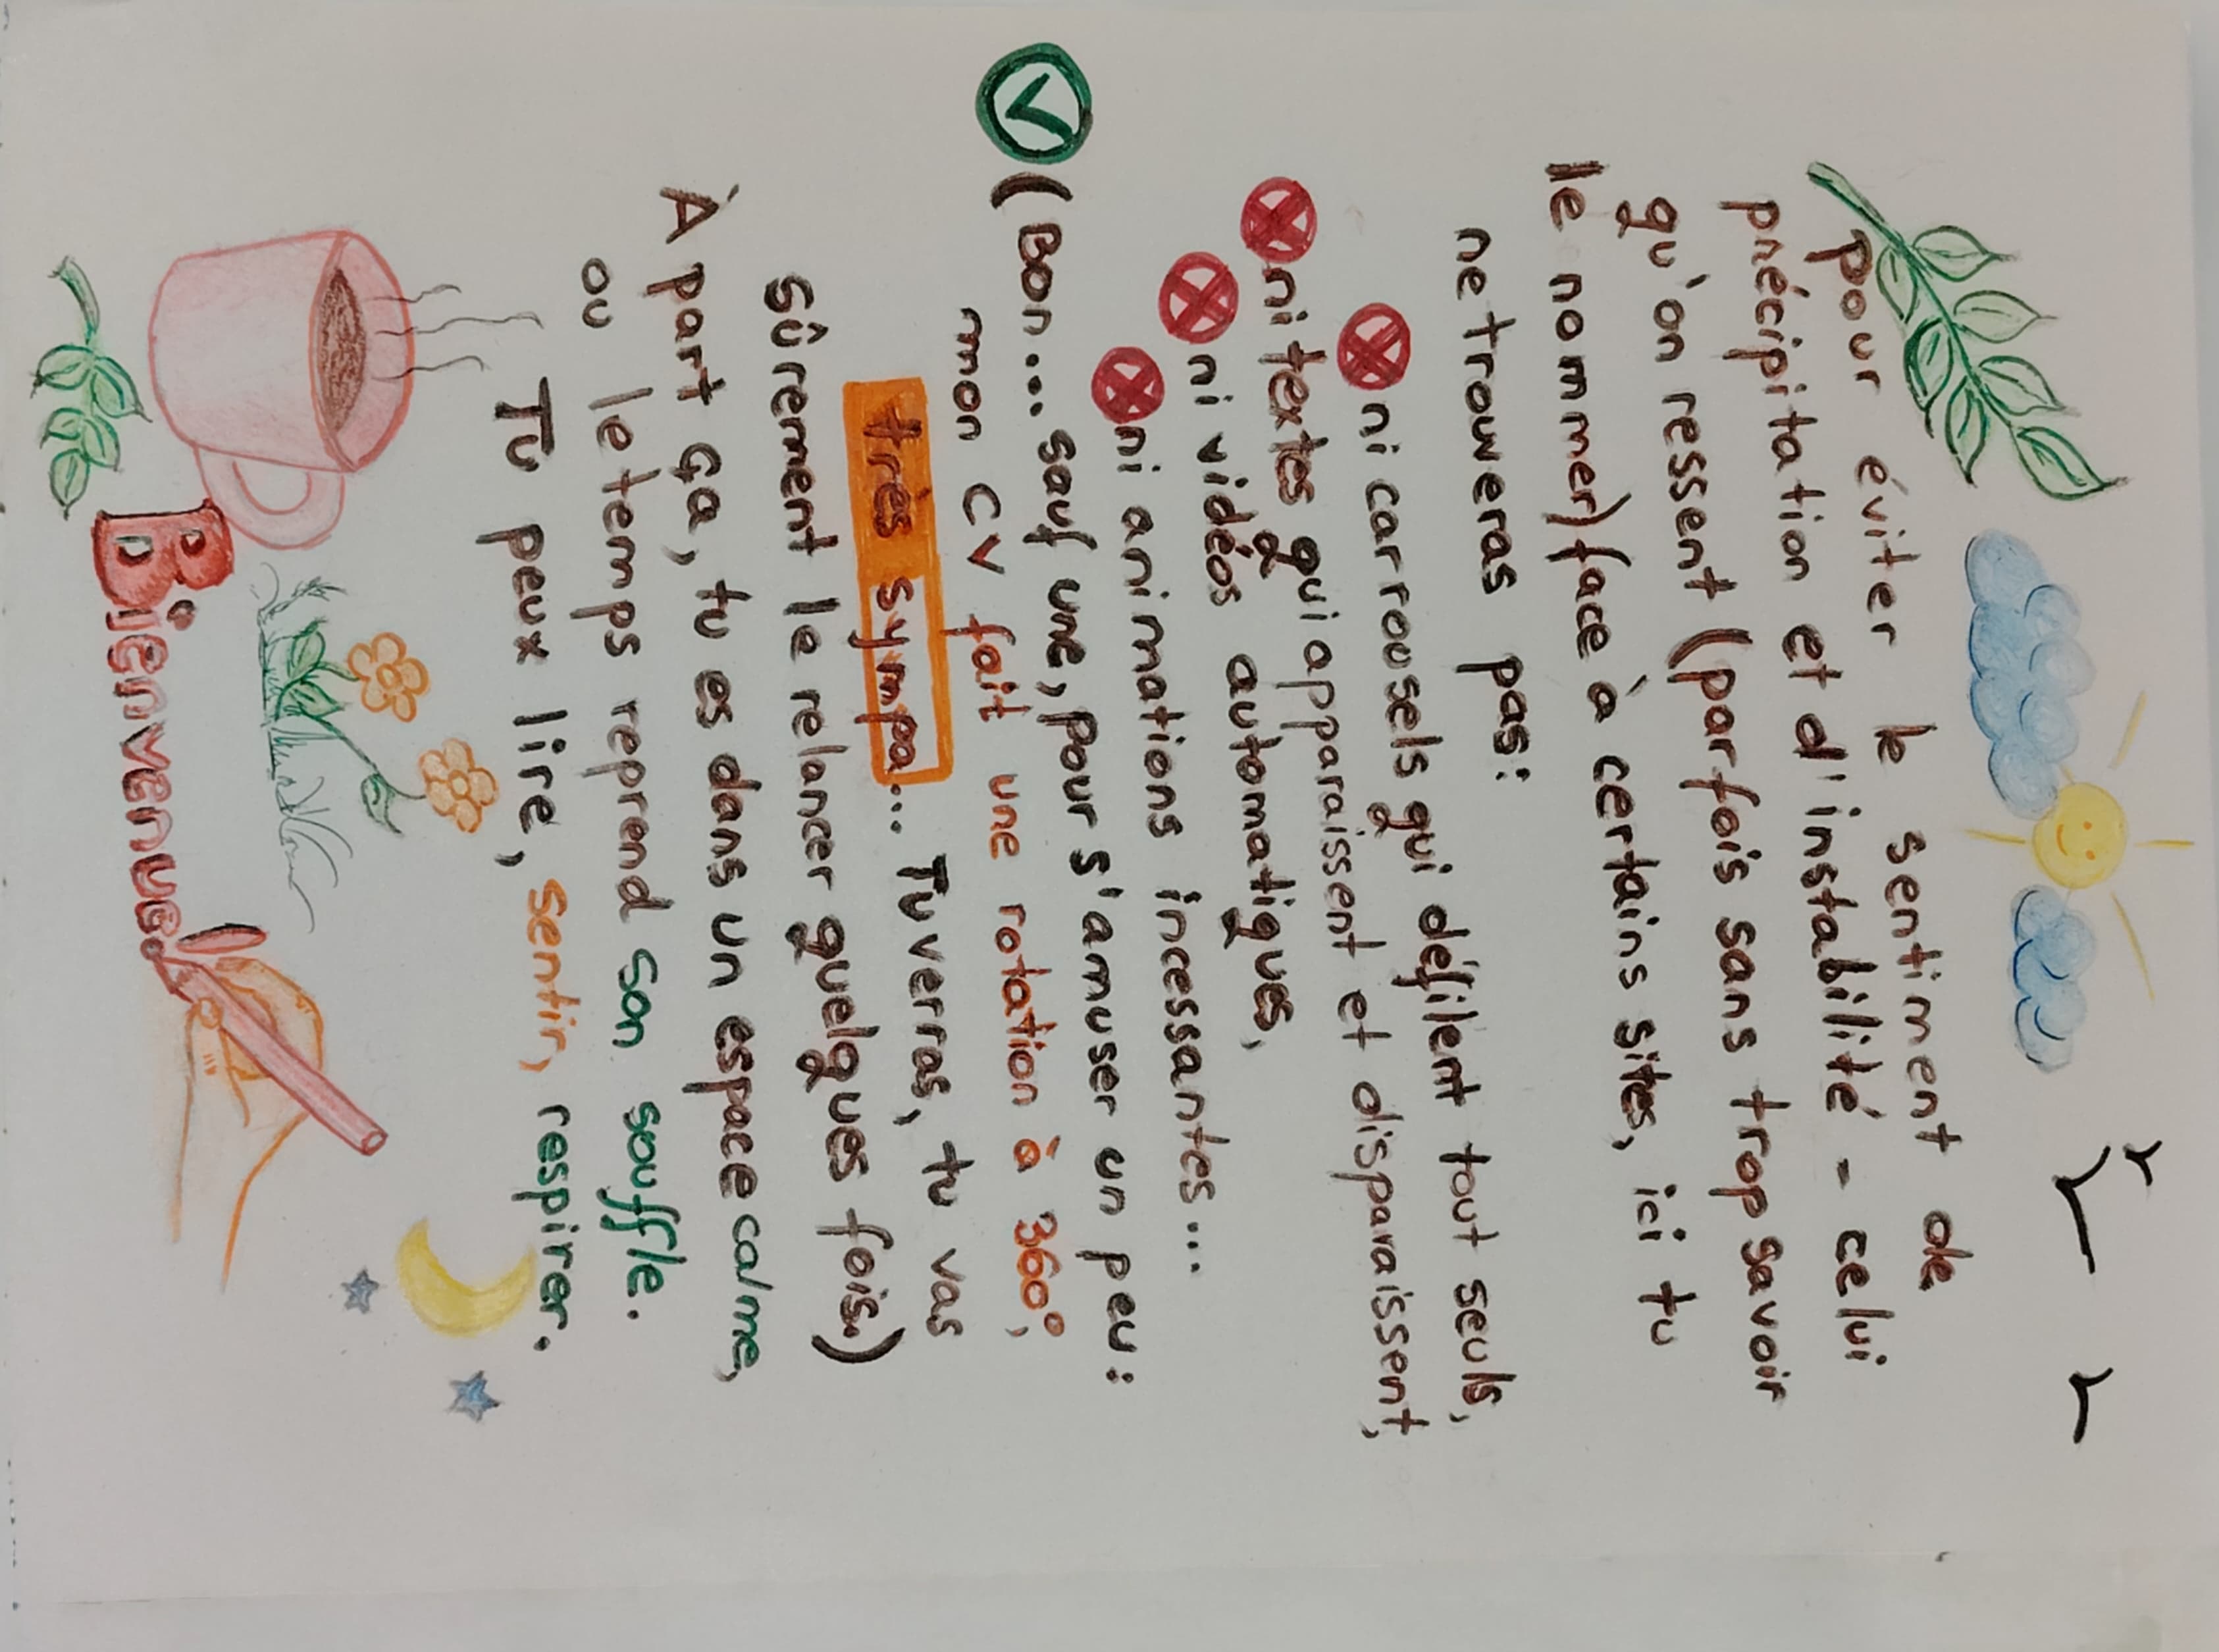 pour éviter le sentiment de
précipitation et d'instabilité - celui
qu'on ressent (parfois sans trop savoir
le nommer) face à certains sites, ici tu
ne trouveras pas:
ni carrousels qui défilent tout seuls,
ni textes qui apparaissent et disparaissent,
ni vidéos automatiques,
ni animations incessantes...
(Bon... sauf une, pour s'amuser un peu:
mon CV fait une rotation à 360°,
très sympa... Tu verras, tu vas
sûrement le relancer quelques fois.)
À part ça, tu es dans un espace calme,
ou le temps reprend son souffle.
Tu peux lire, sentir, respirer.
Bienvenue!